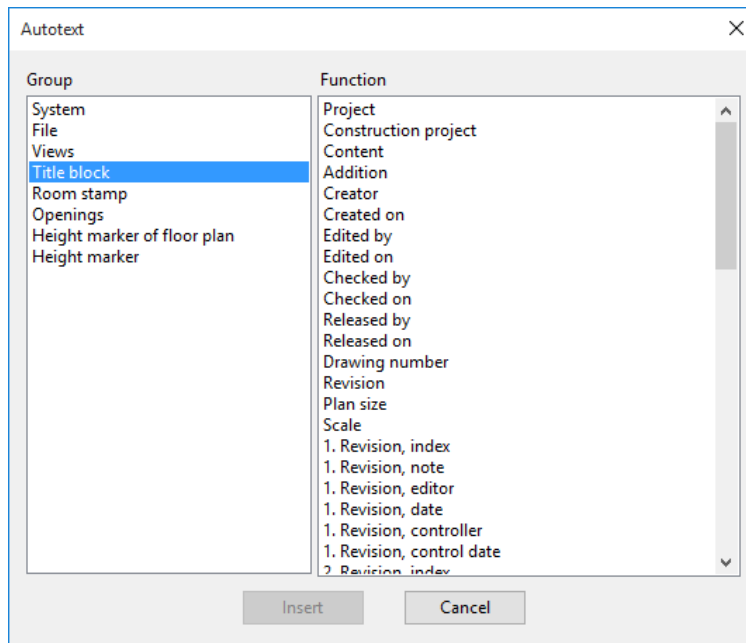 Autotext
Group
System
File
Views
Title block
Room stamp
Openings
Height marker of floor plan
Height marker
Function
Project
Construction project
Content
Addition
Creator
Created on
Edited by
Edited on
Checked by
Checked on
Released by
Released on
Drawing number
Revision
Plan size
Scale
1. Revision, index
1. Revision, note
1. Revision, editor
1. Revision, date
1. Revision, controller
1. Revision, control date
2. Revision, index
Insert
Cancel